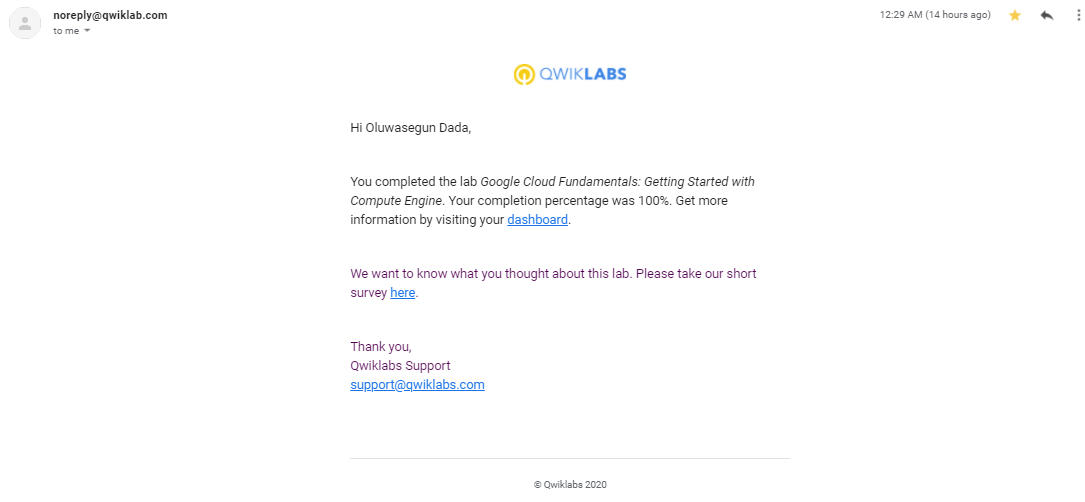 noreply@qwiklab.com
12:29 AM (14 hours ago)
to me
QWIKLABS
Hi Oluwasegun Dada,
You completed the lab Google Cloud Fundamentals: Getting Started with
Compute Engine. Your completion percentage was 100%. Get more
information by visiting your dashboard.
We want to know what you thought about this lab. Please take our short
survey here.
Thank you,
Qwiklabs Support
support@qwiklabs.com
© Qwiklabs 2020